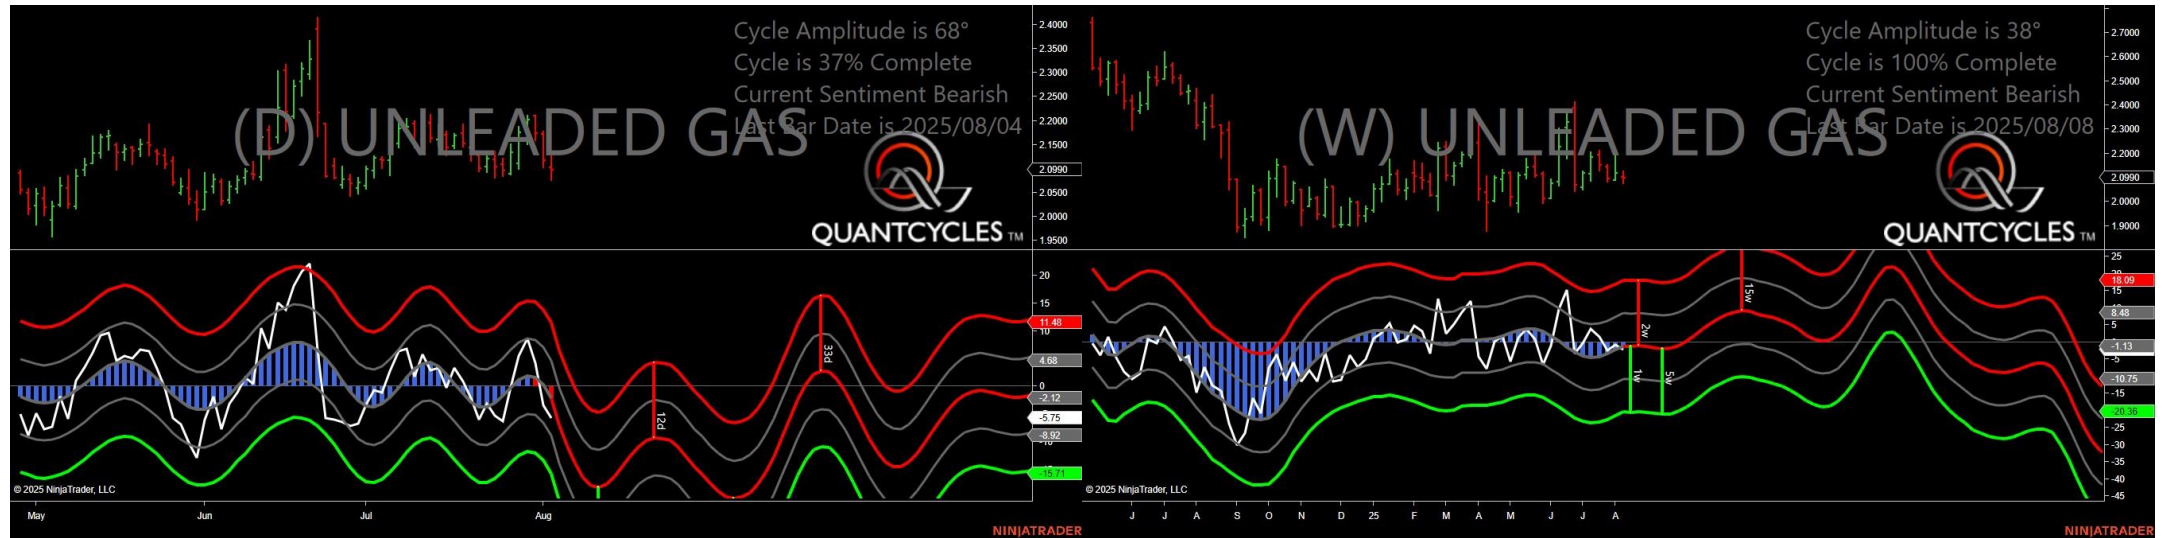 Cycle Amplitude is 68°
Cycle is 37% Complete
Current Sentiment Bearish
Last Bar Date is 2025/08/04
(D) UNLEADED GAS
QUANTCYCLES TM
2.4000
2.3500
2.3000
2.2500
2.2000
2.1500
2.0990
2.0500
2.0000
1.9500
20
15
11.48
10
4.68
0
-2.12
-5.75
-8.92
-15.71
12d
33d
© 2025 NinjaTrader, LLC
May Jun Jul Aug
NINJATRADER
Cycle Amplitude is 38°
Cycle is 100% Complete
Current Sentiment Bearish
Last Bar Date is 2025/08/08
(W) UNLEADED GAS
QUANTCYCLES TM
2.7000
2.6000
2.5000
2.4000
2.3000
2.2000
2.0990
2.0000
1.9000
25
18.09
15
8.48
5
-1.13
-5
-10.75
-15
-20.36
-25
-30
-35
-40
-45
2w
1w
5w
15w
© 2025 NinjaTrader, LLC
J J A S O N D 25 F M A M J J A
NINJATRADER